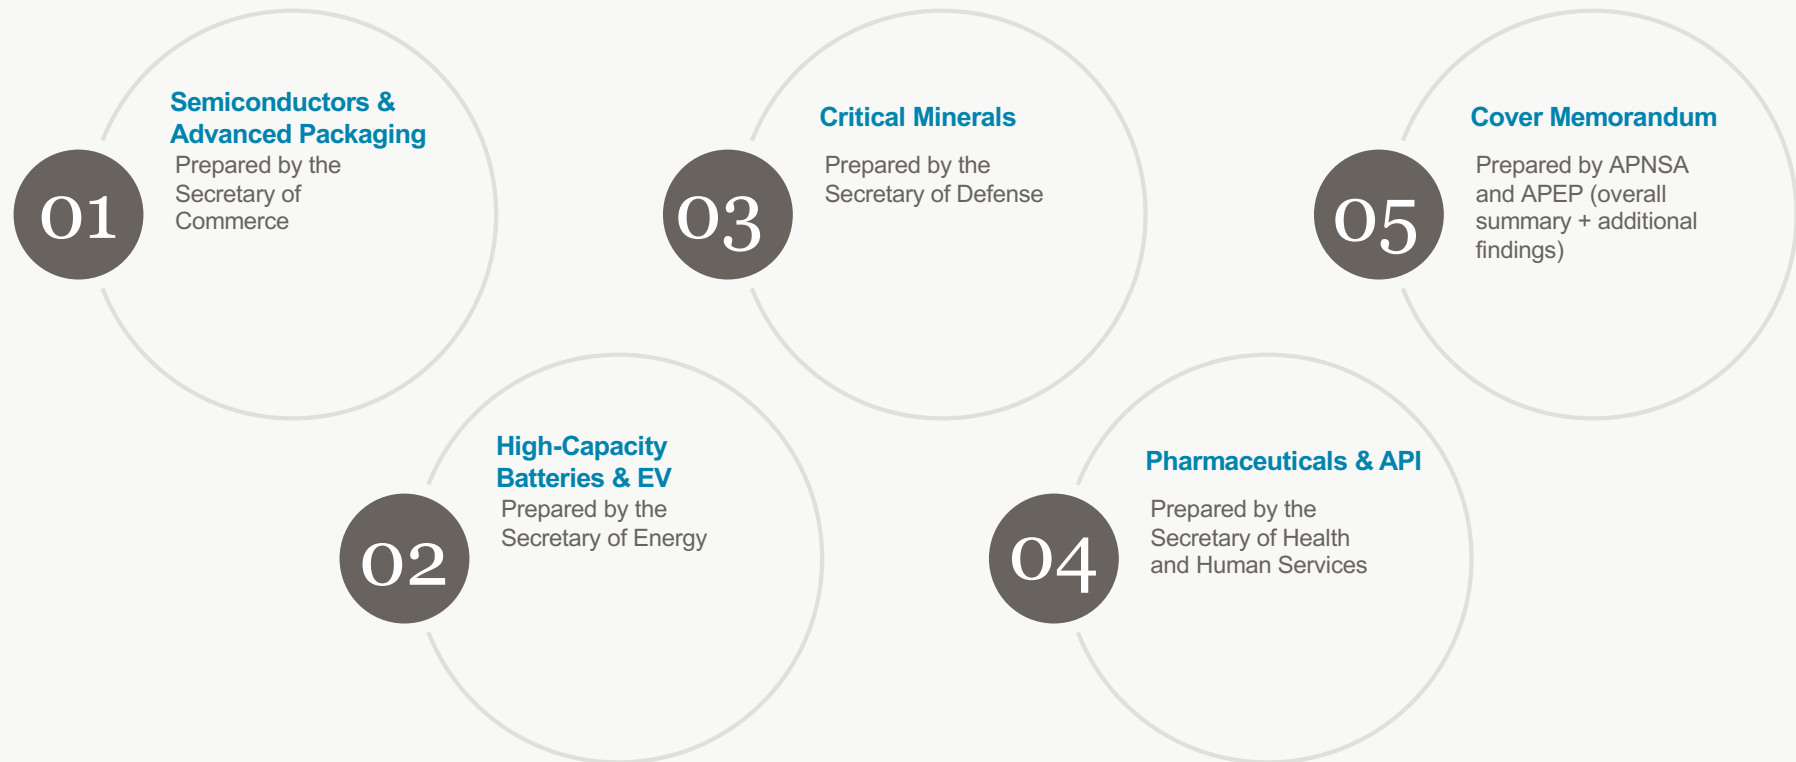 01
Semiconductors &
Advanced Packaging
Prepared by the
Secretary of
Commerce
02
High-Capacity
Batteries & EV
Prepared by the
Secretary of Energy
03
Critical Minerals
Prepared by the
Secretary of Defense
04
Pharmaceuticals & API
Prepared by the
Secretary of Health
and Human Services
05
Cover Memorandum
Prepared by APNSA
and APEP (overall
summary + additional
findings)